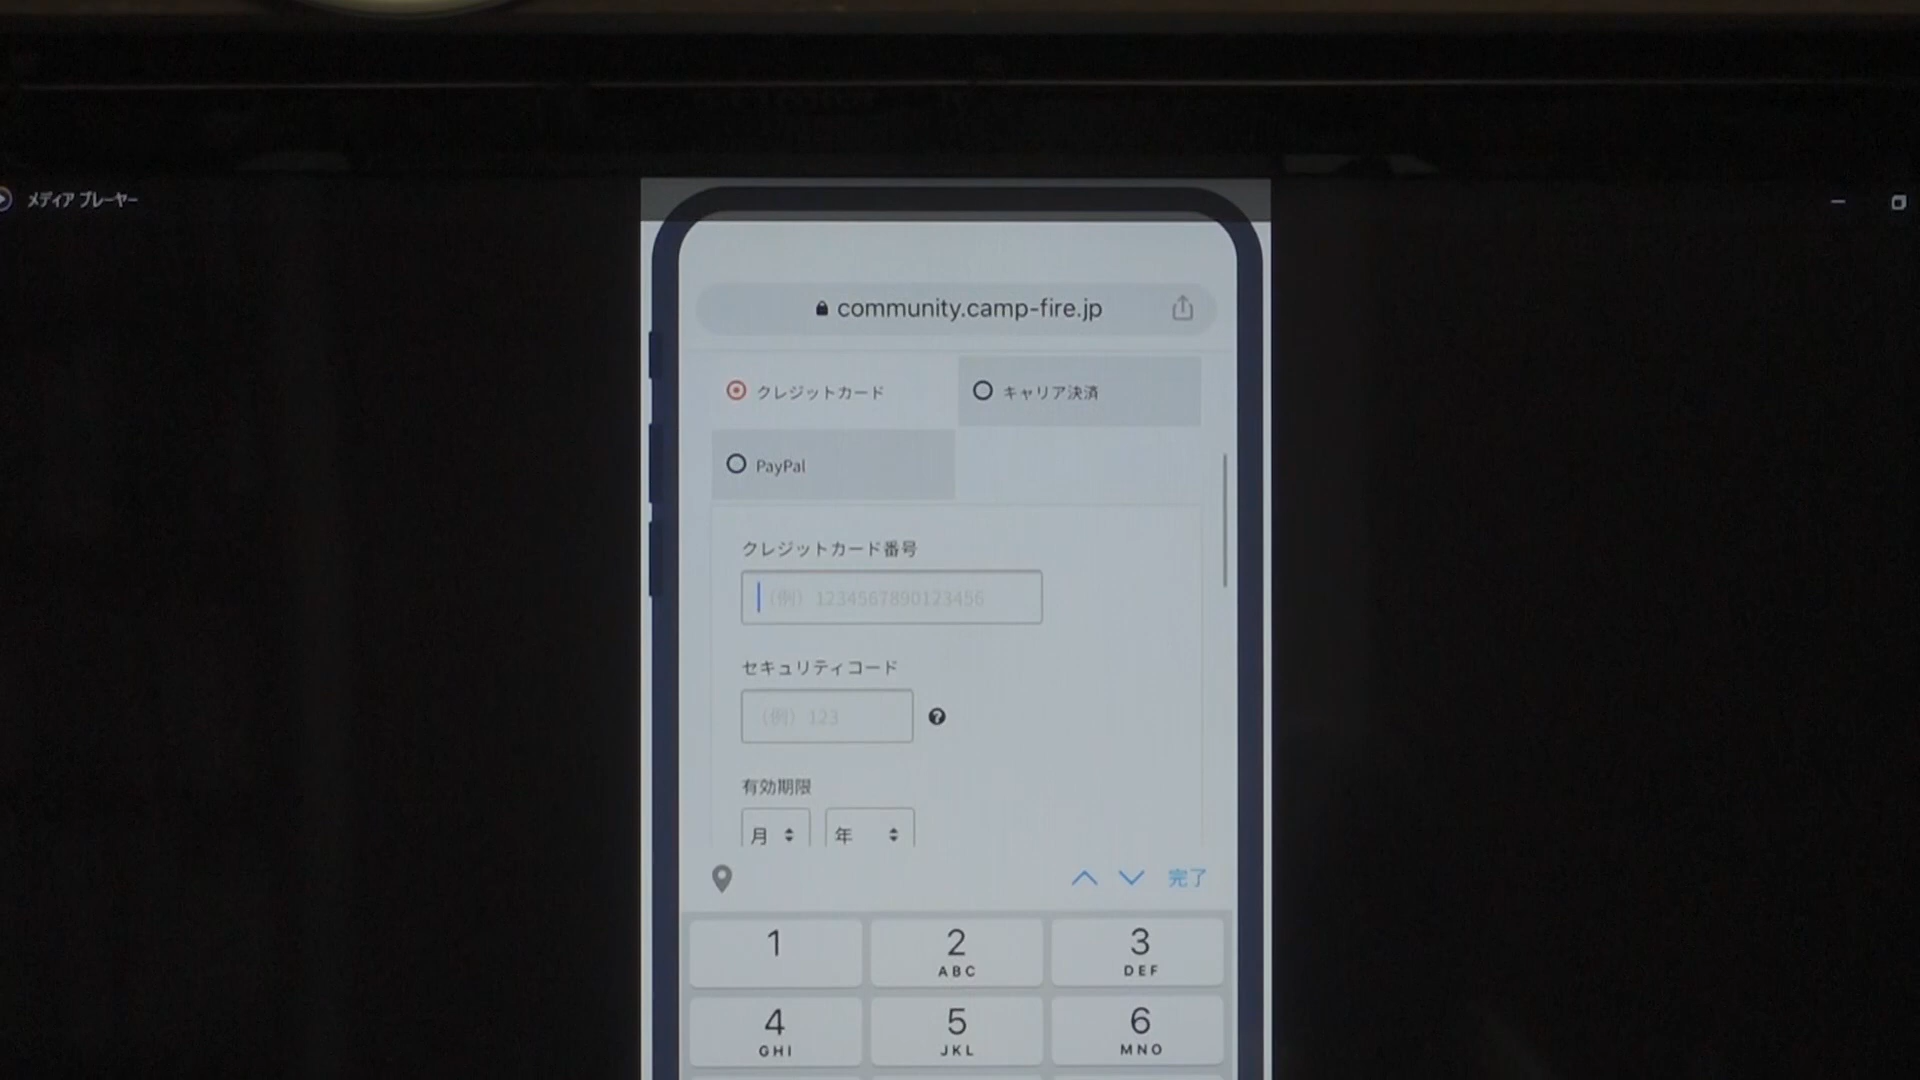 メディア プレーヤー
community.camp-fire.jp
クレジットカード
キャリア決済
PayPal
クレジットカード番号
（例）1234567890123456
セキュリティコード
（例）123
?
有効期限
月
年
完了
1
2
ABC
3
DEF
4
GHI
5
JKL
6
MNO